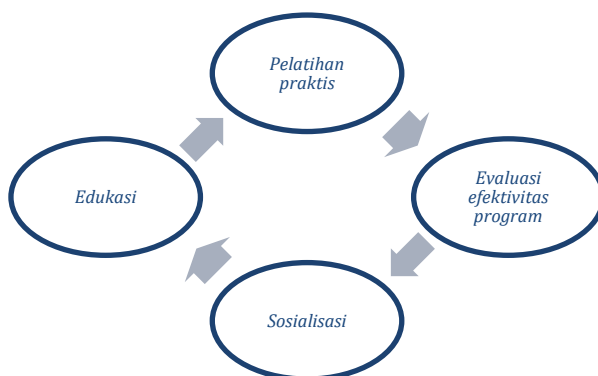 Pelatihan
praktis
Edukasi
Evaluasi
efektivitas
program
Sosialisasi